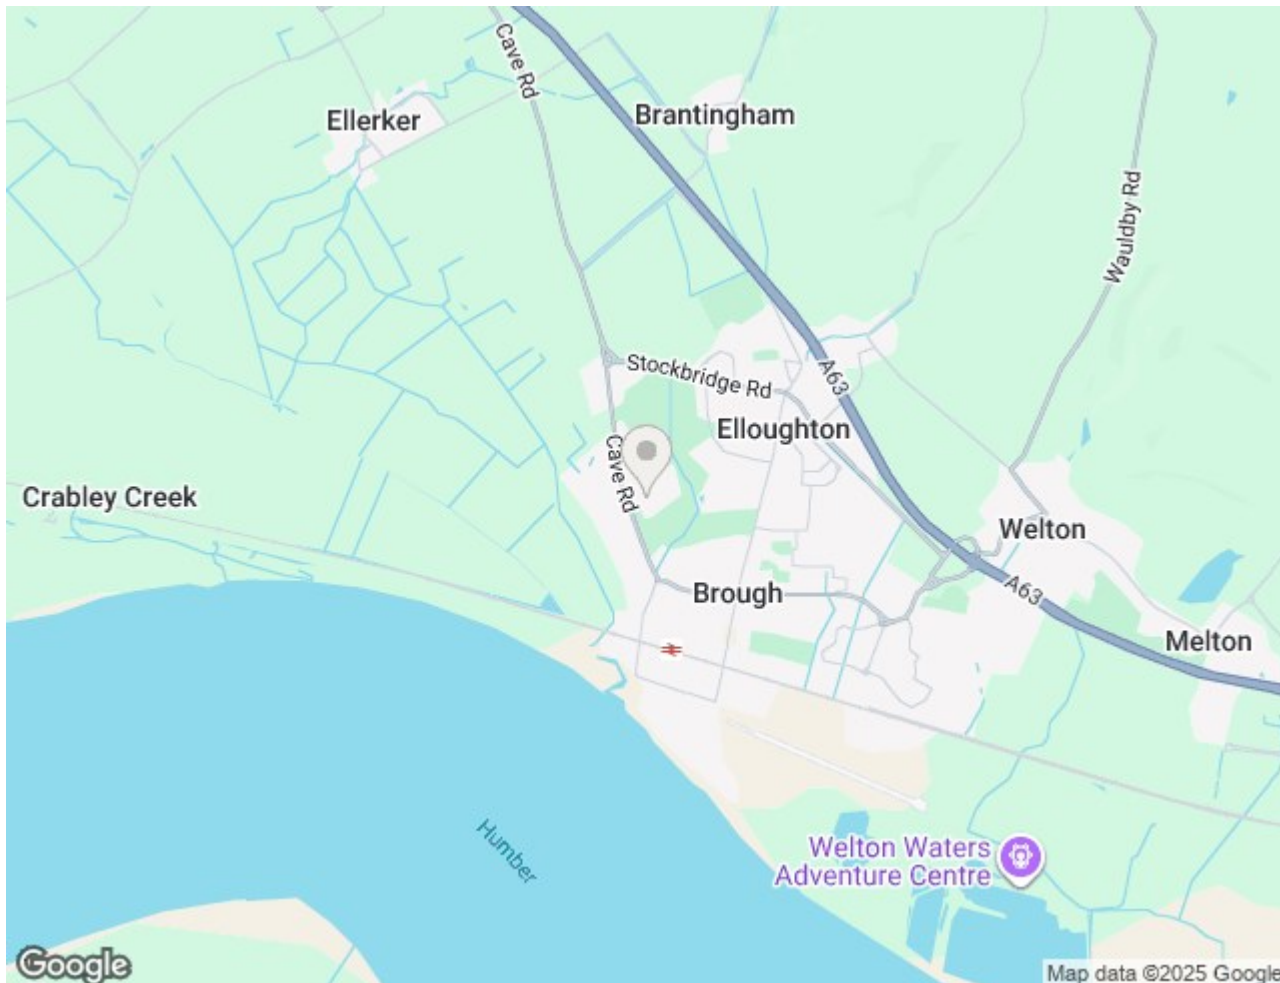 Cave Rd
Brantingham
Ellerker
Wauldby Rd
Stockbridge Rd
A63
Elloughton
Cave Rd
Crabley Creek
Welton
A63
Brough
Melton
Humber
Welton Waters
Adventure Centre
Google
Map data ©2025 Google